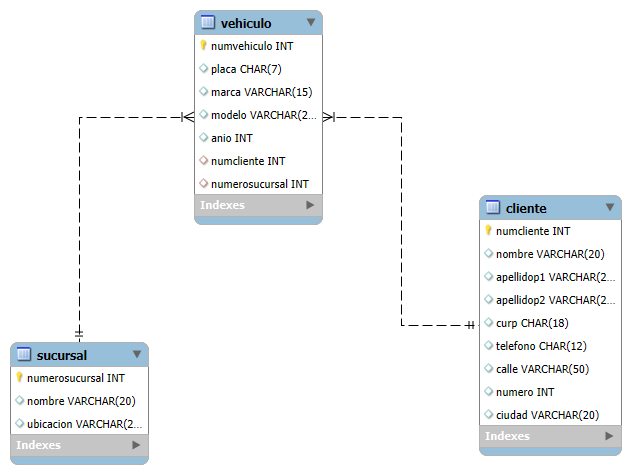 vehiculo
numvehiculo INT
placa CHAR(7)
marca VARCHAR(15)
modelo VARCHAR(2...
anio INT
numcliente INT
numerosucursal INT
Indexes
cliente
numcliente INT
nombre VARCHAR(20)
apellidop1 VARCHAR(2...
apellidop2 VARCHAR(2...
curp CHAR(18)
telefono CHAR(12)
calle VARCHAR(50)
numero INT
ciudad VARCHAR(20)
Indexes
sucursal
numerosucursal INT
nombre VARCHAR(20)
ubicacion VARCHAR(2...
Indexes